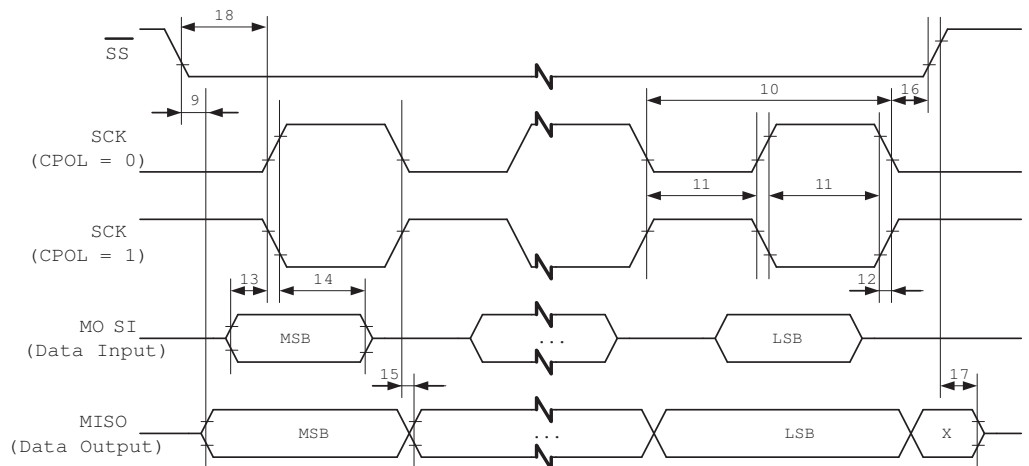 18
SS
9
10
16
SCK
(CPOL = 0)
11
11
SCK
(CPOL = 1)
13
14
12
MO SI
(Data Input)
MSB
...
LSB
15
17
MISO
(Data Output)
MSB
...
LSB
X